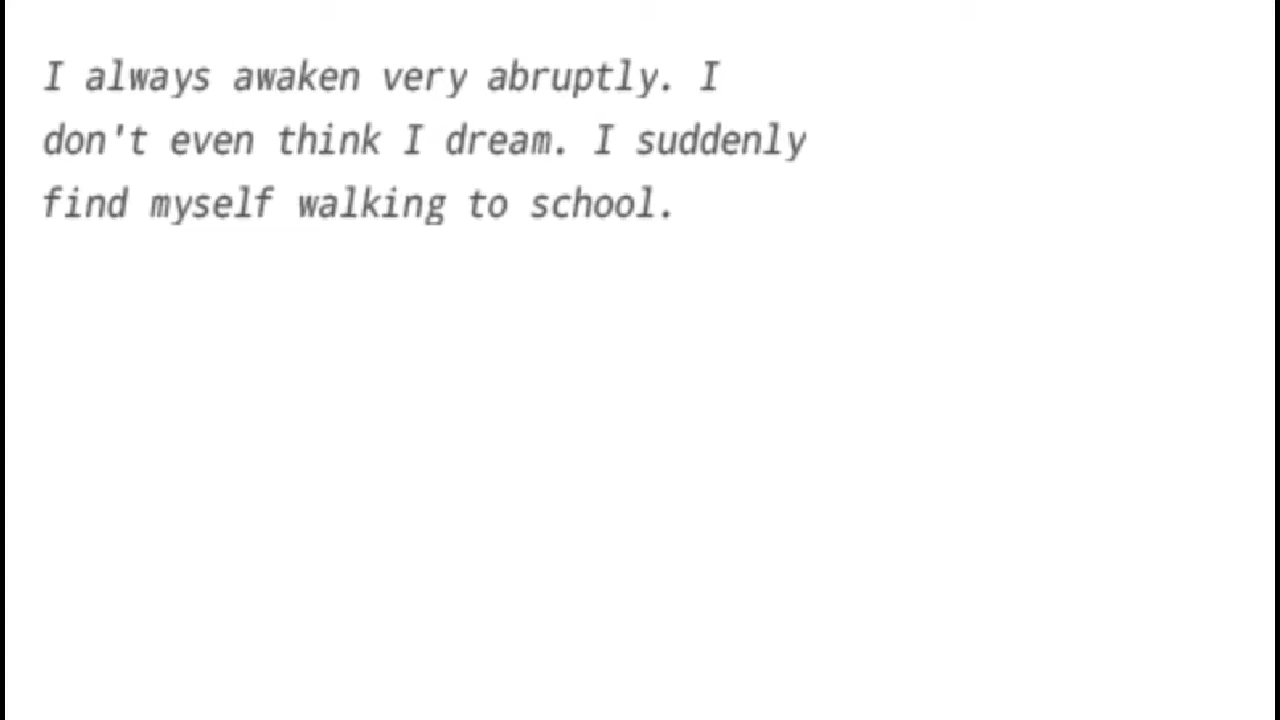 I always awaken very abruptly. I
don't even think I dream. I suddenly
find myself walking to school.